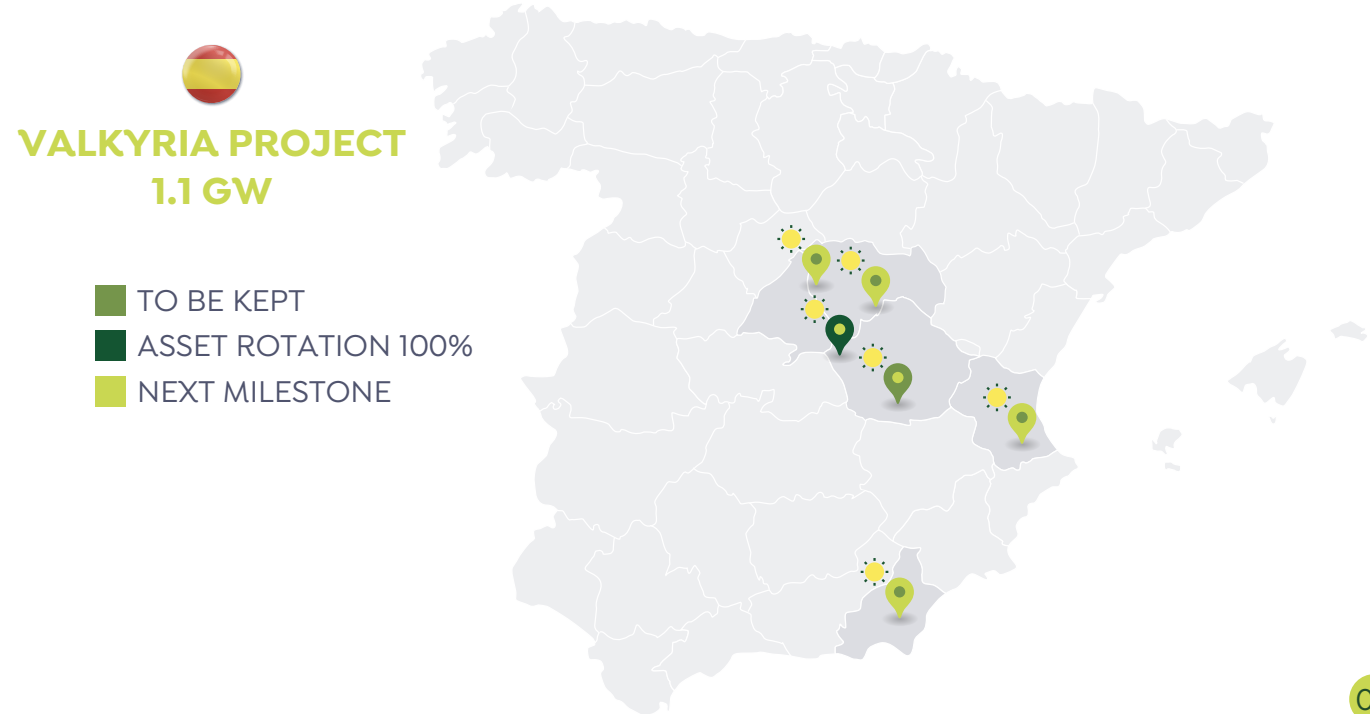 VALKYRIA PROJECT
1.1 GW
TO BE KEPT
ASSET ROTATION 100%
NEXT MILESTONE